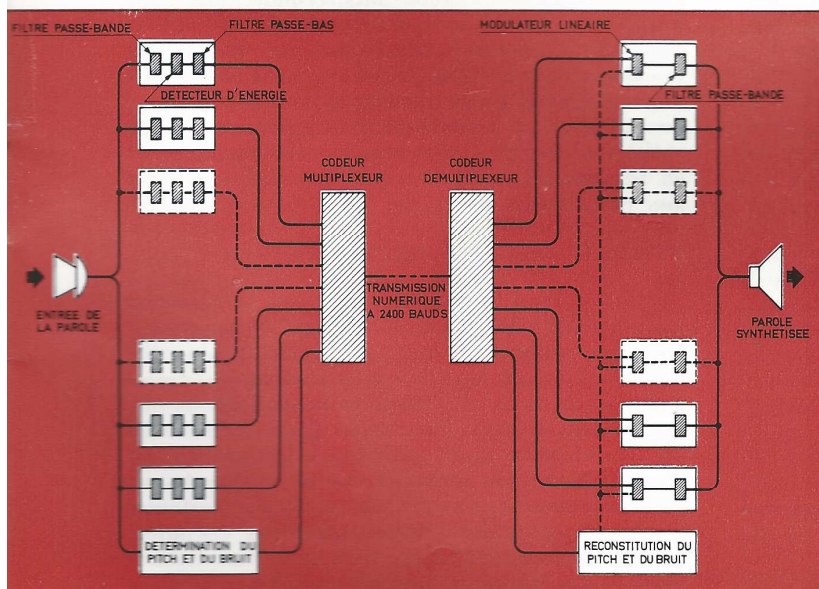 FILTRE PASSE-BANDE
FILTRE PASSE-BAS
DETECTEUR D'ENERGIE
MODULATEUR LINEAIRE
FILTRE PASSE-BANDE
CODEUR
MULTIPLEXEUR
CODEUR
DEMULTIPLEXEUR
ENTREE DE
LA PAROLE
TRANSMISSION
NUMERIQUE
A 2400 BAUDS
PAROLE
SYNTHETISEE
DETERMINATION DU
PITCH ET DU BRUIT
RECONSTITUTION DU
PITCH ET DU BRUIT